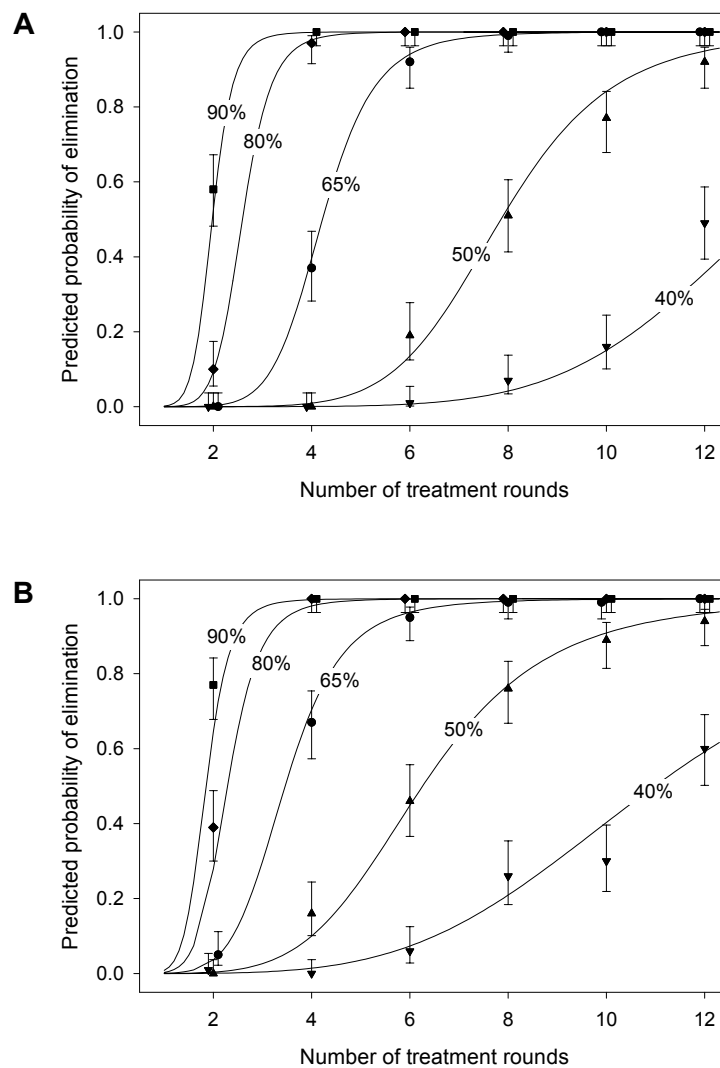 A
Predicted probability of elimination
1.0
0.8
0.6
0.4
0.2
0.0
90%
80%
65%
50%
40%
2 4 6 8 10 12
Number of treatment rounds
B
Predicted probability of elimination
1.0
0.8
0.6
0.4
0.2
0.0
90%
80%
65%
50%
40%
2 4 6 8 10 12
Number of treatment rounds